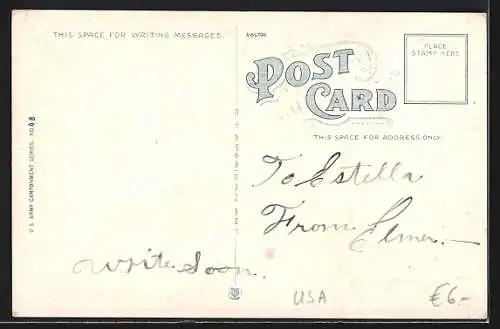 THIS SPACE FOR WRITING MESSAGES.
POST CARD
PLACE
STAMP HERE
THIS SPACE FOR ADDRESS ONLY.
U.S. ARMY CANTONMENT SERIES. NO. 68
To Estella
From Elmer.
Write Soon.
USA
€6.-